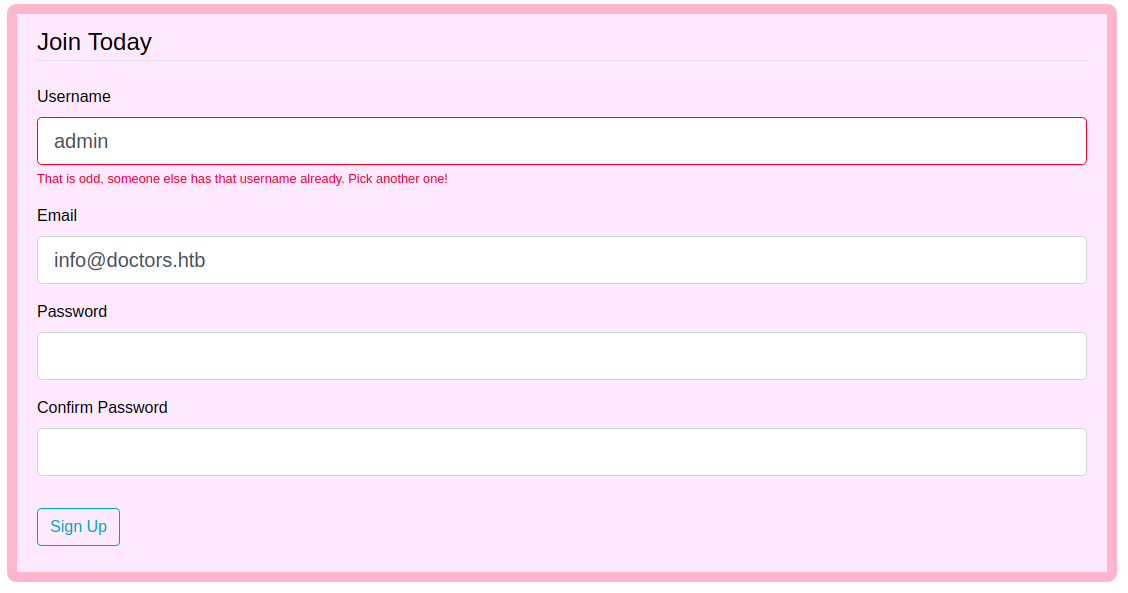 Join Today
Username
admin
That is odd, someone else has that username already. Pick another one!
Email
info@doctors.htb
Password
Confirm Password
Sign Up